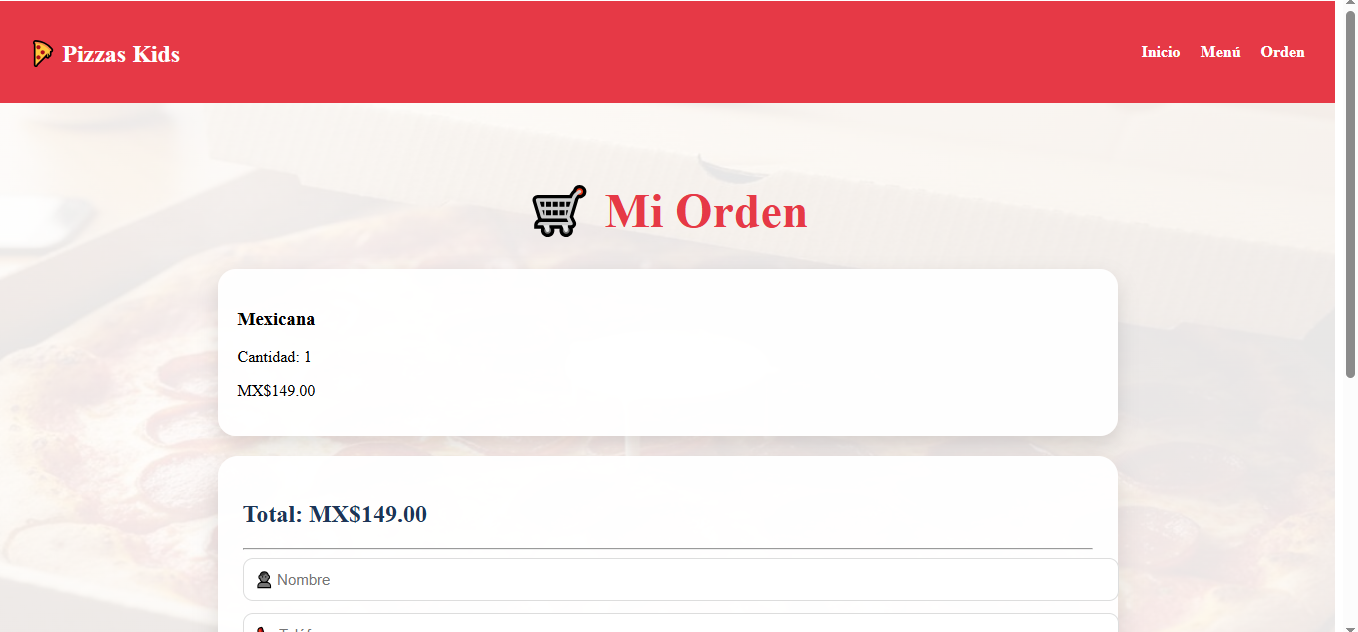 Pizzas Kids
Inicio Menú Orden
Mi Orden
Mexicana
Cantidad: 1
MX$149.00
Total: MX$149.00
Nombre